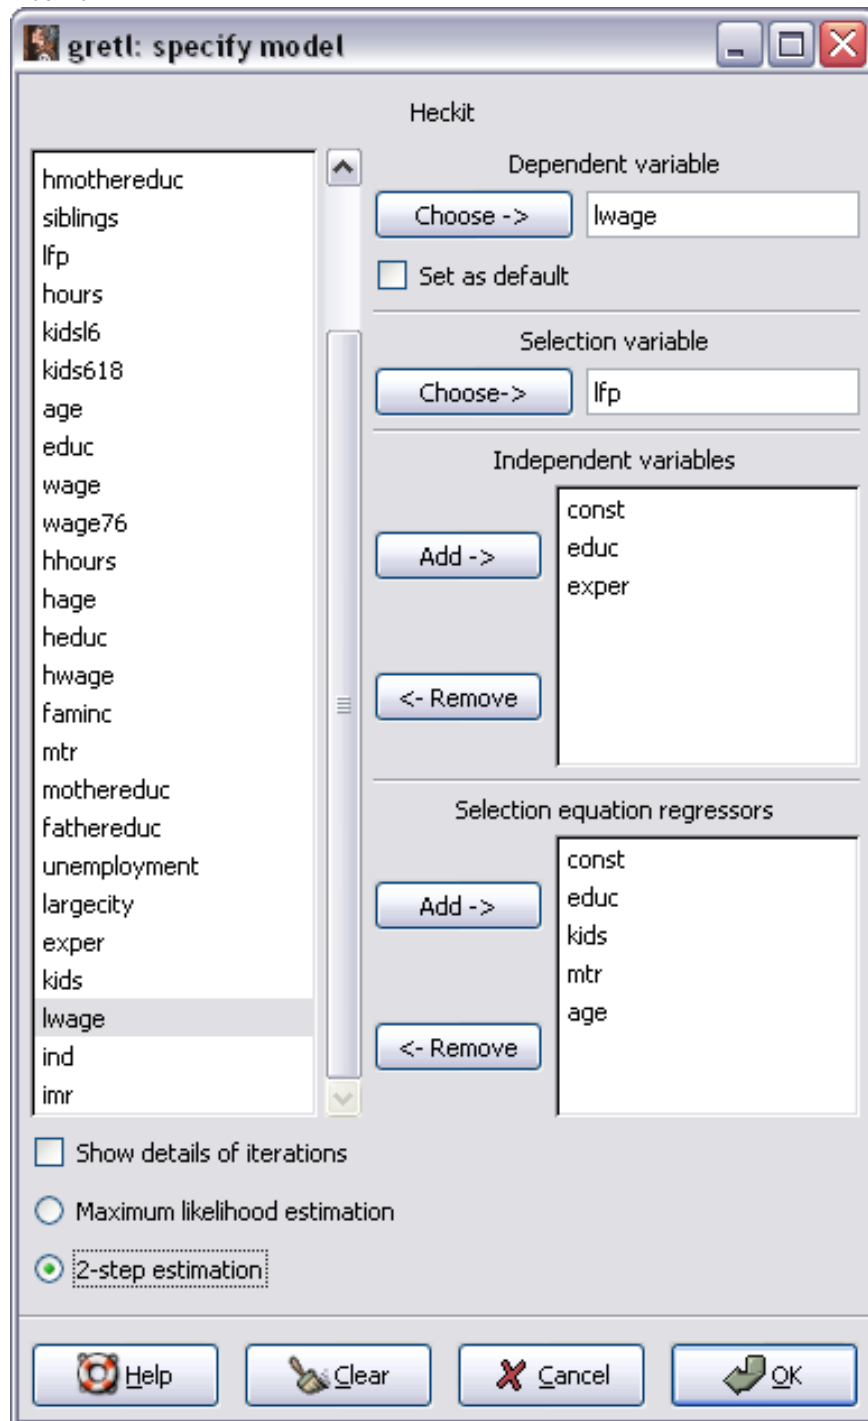 gretl: specify model
Heckit
hmothereduc
siblings
lfp
hours
kidsl6
kids618
age
educ
wage
wage76
hhours
hage
heduc
hwage
faminc
mtr
mothereduc
fathereduc
unemployment
largecity
exper
kids
lwage
ind
imr
Dependent variable
Choose -> lwage
Set as default
Selection variable
Choose-> lfp
Independent variables
Add ->
<- Remove
const
educ
exper
Selection equation regressors
Add ->
<- Remove
const
educ
kids
mtr
age
Show details of iterations
Maximum likelihood estimation
2-step estimation
Help Clear Cancel OK